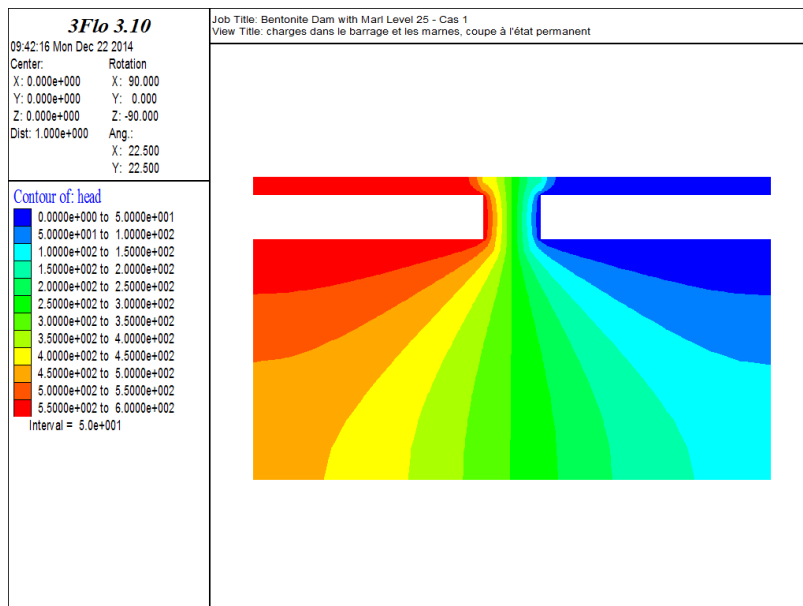 3Flo 3.10
09:42:16 Mon Dec 22 2014
Center: Rotation
X: 0.000e+000 X: 90.000
Y: 0.000e+000 Y: 0.000
Z: 0.000e+000 Z: -90.000
Dist: 1.000e+000 Ang.:
X: 22.500
Y: 22.500
Job Title: Bentonite Dam with Marl Level 25 - Cas 1
View Title: charges dans le barrage et les marnes, coupe à l'état permanent
Contour of: head
0.0000e+000 to 5.0000e+001
5.0000e+001 to 1.0000e+002
1.0000e+002 to 1.5000e+002
1.5000e+002 to 2.0000e+002
2.0000e+002 to 2.5000e+002
2.5000e+002 to 3.0000e+002
3.0000e+002 to 3.5000e+002
3.5000e+002 to 4.0000e+002
4.0000e+002 to 4.5000e+002
4.5000e+002 to 5.0000e+002
5.0000e+002 to 5.5000e+002
5.5000e+002 to 6.0000e+002
Interval = 5.0e+001